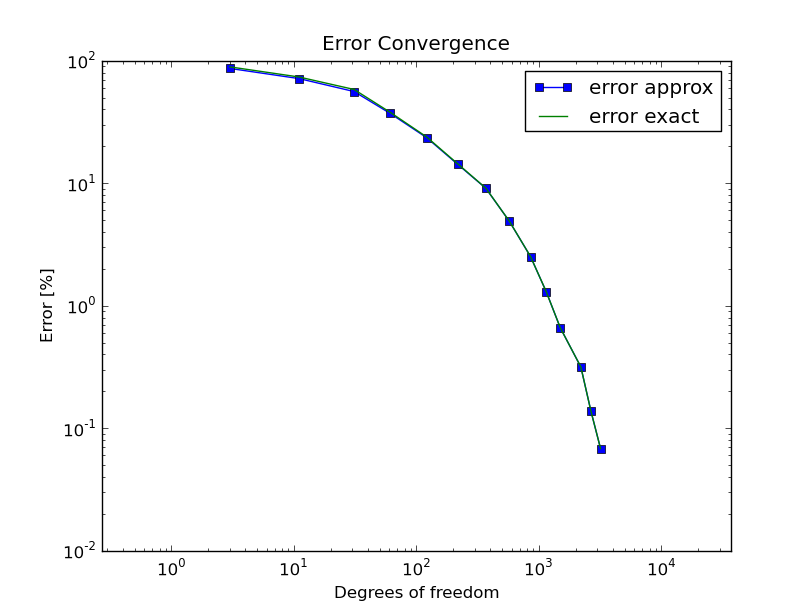 Error Convergence
error approx
error exact
10^2
10^1
10^0
10^-1
10^-2
Error [%]
10^0 10^1 10^2 10^3 10^4
Degrees of freedom